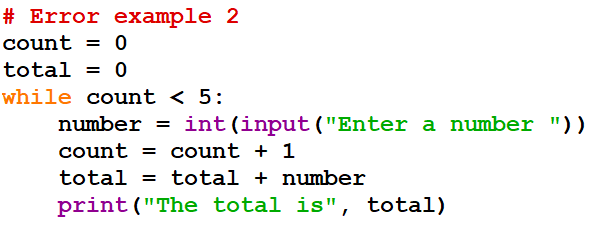 # Error example 2
count = 0
total = 0
while count < 5:
    number = int(input("Enter a number "))
    count = count + 1
    total = total + number
    print("The total is", total)